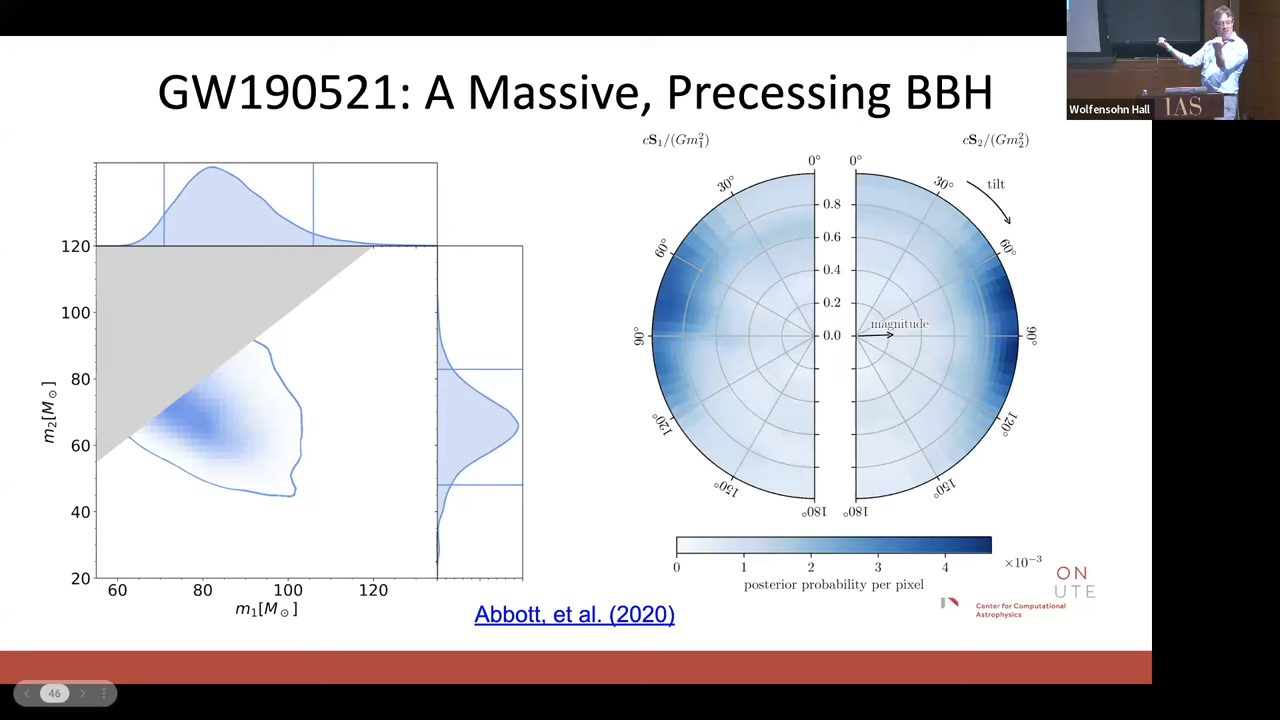 GW190521: A Massive, Precessing BBH
Wolfensohn Hall
IAS
120
100
80
60
40
20
m₂[M⊙]
60
80
100
120
m₁[M⊙]
cS₁/(Gm₁²)
cS₂/(Gm₂²)
0°
30°
60°
90°
120°
150°
180°
0.8
0.6
0.4
0.2
0.0
0°
30°
60°
90°
120°
150°
180°
tilt
magnitude
0
1
2
3
4
×10⁻³
posterior probability per pixel
Abbott, et al. (2020)
ON
UTE
Center for Computational
Astrophysics
46